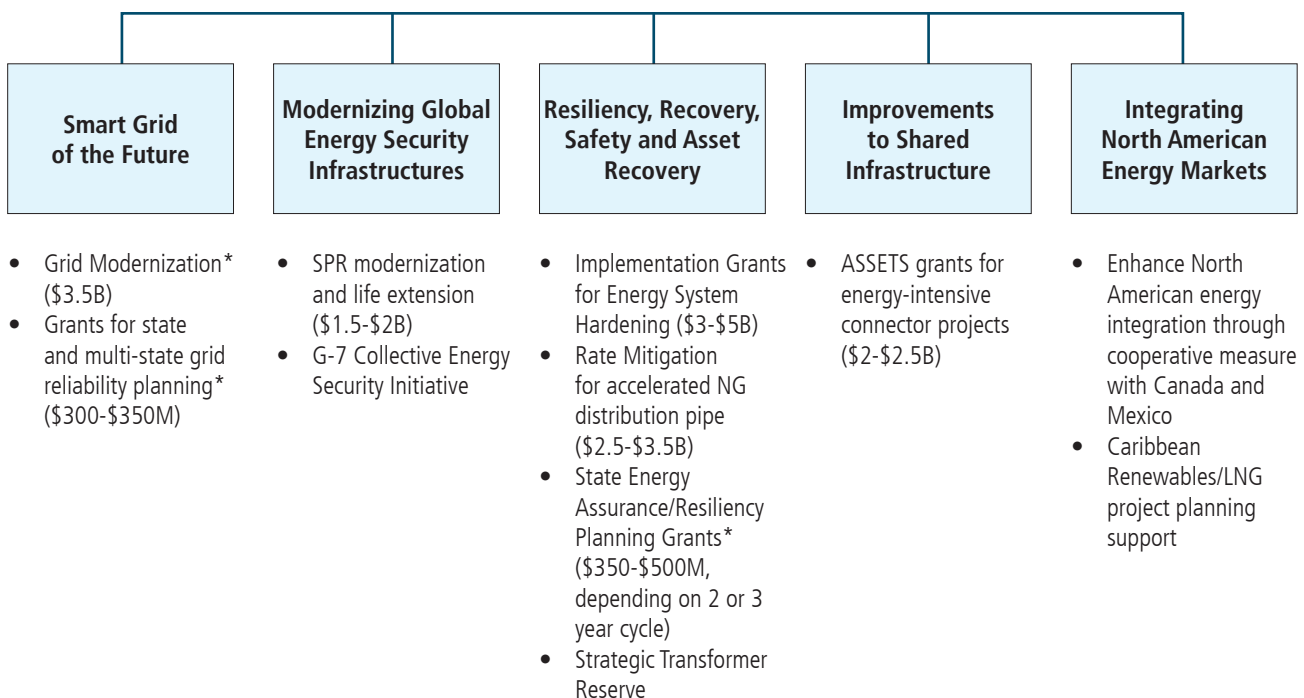 Smart Grid
of the Future
Modernizing Global
Energy Security
Infrastructures
Resiliency, Recovery,
Safety and Asset
Recovery
Improvements
to Shared
Infrastructure
Integrating
North American
Energy Markets
• Grid Modernization*
($3.5B)
• Grants for state
and multi-state grid
reliability planning*
($300-$350M)
• SPR modernization
and life extension
($1.5-$2B)
• G-7 Collective Energy
Security Initiative
• Implementation Grants
for Energy System
Hardening ($3-$5B)
• Rate Mitigation
for accelerated NG
distribution pipe
($2.5-$3.5B)
• State Energy
Assurance/Resiliency
Planning Grants*
($350-$500M,
depending on 2 or 3
year cycle)
• Strategic Transformer
Reserve
• ASSETS grants for
energy-intensive
connector projects
($2-$2.5B)
• Enhance North
American energy
integration through
cooperative measure
with Canada and
Mexico
• Caribbean
Renewables/LNG
project planning
support